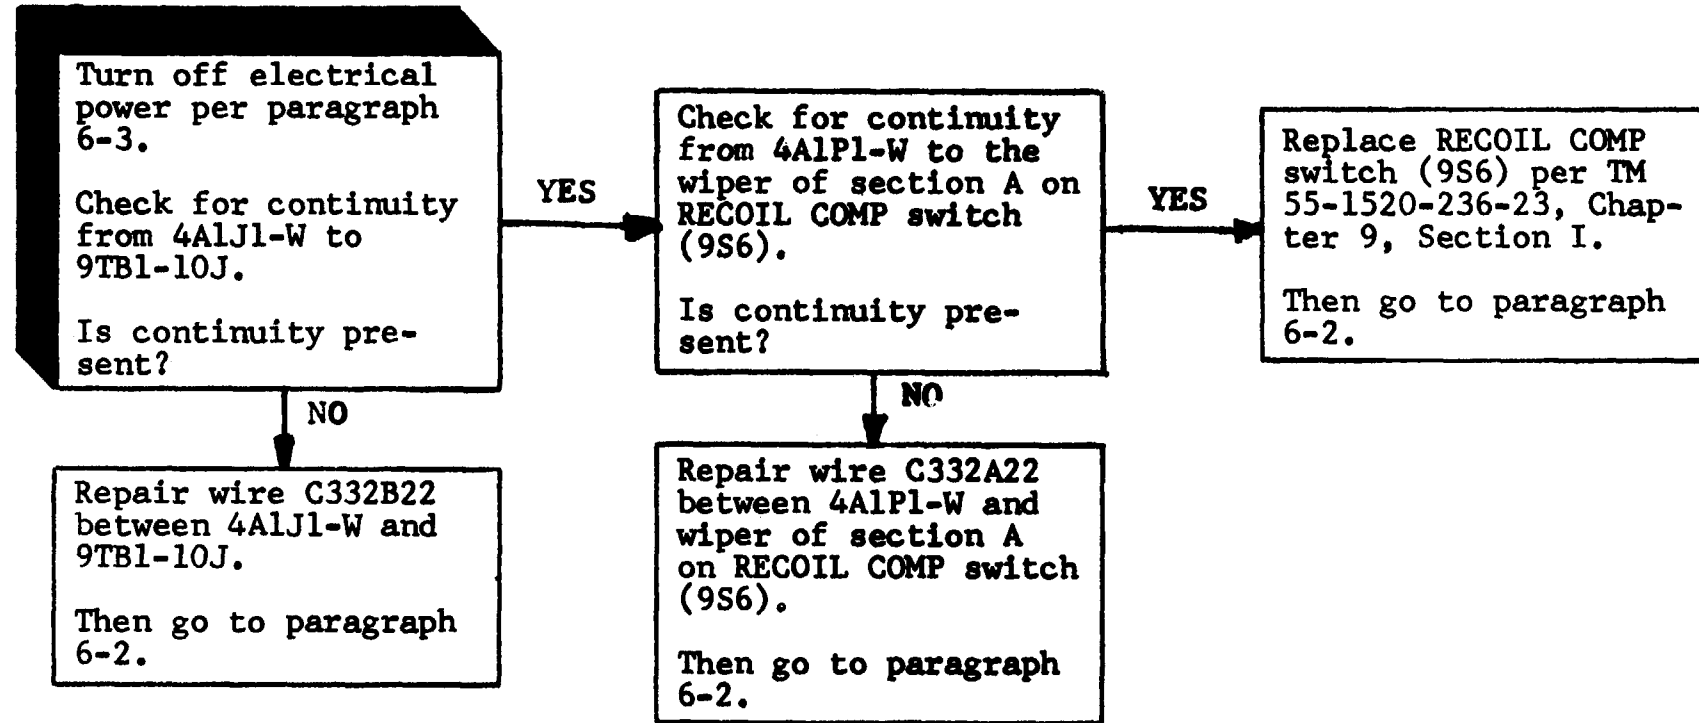 Turn off electrical
power per paragraph
6-3.
Check for continuity
from 4A1J1-W to
9TB1-10J.
Is continuity pre-
sent?
YES
Check for continuity
from 4A1P1-W to the
wiper of section A on
RECOIL COMP switch
(9S6).
Is continuity pre-
sent?
YES
Replace RECOIL COMP
switch (9S6) per TM
55-1520-236-23, Chap-
ter 9, Section I.
Then go to paragraph
6-2.
NO
Repair wire C332B22
between 4A1J1-W and
9TB1-10J.
Then go to paragraph
6-2.
NO
Repair wire C332A22
between 4A1P1-W and
wiper of section A
on RECOIL COMP switch
(9S6).
Then go to paragraph
6-2.